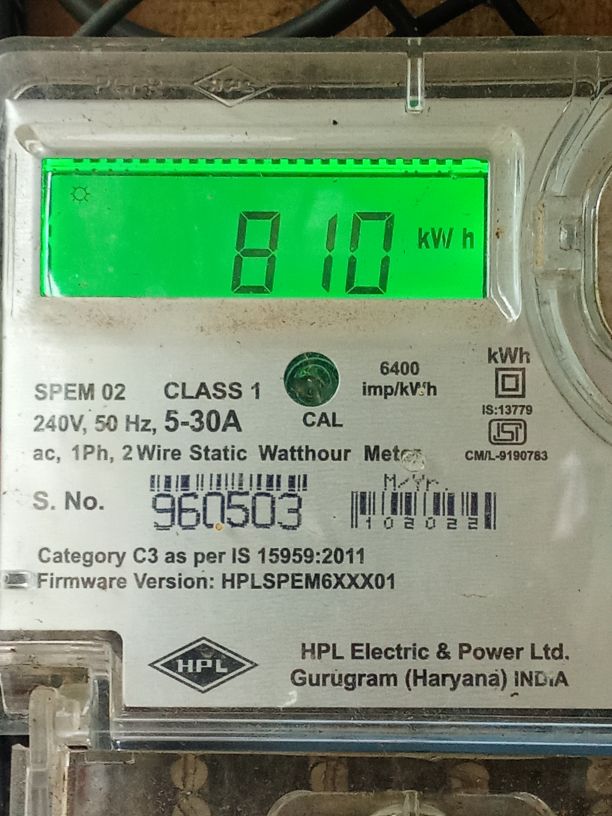 810 kWh
SPEM 02 CLASS 1
240V, 50 Hz, 5-30A
CAL
6400
imp/kWh
kWh
IS:13779
ISI
CM/L-9190783
ac, 1Ph, 2 Wire Static Watthour Meter
S. No. 960503
M/Yr.
102022
Category C3 as per IS 15959:2011
Firmware Version: HPLSPEM6XXX01
HPL
HPL Electric & Power Ltd.
Gurugram (Haryana) INDIA